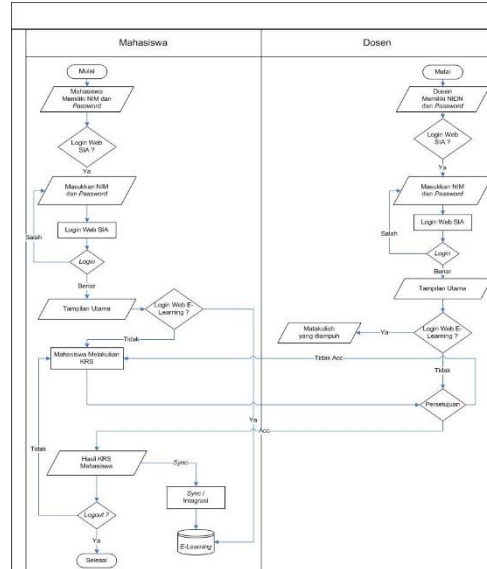 Mahasiswa
Dosen
Mulai
Mahasiswa
Memiliki NIM dan
Password
Login Web
SIA ?
Ya
Masukkan NIM
dan Password
Login Web SIA
Salah
Login
Benar
Tampilan Utama
Login Web E-
Learning ?
Tidak
Mahasiswa Melakukan
KRS
Ya
Tidak
Hasil KRS
Mahasiswa
Sync
Sync /
Integrasi
Logout ?
E-Learning
Ya
Selesai
Mulai
Dosen
Memiliki NIDN
dan Password
Login Web
SIA ?
Ya
Masukkan NIM
dan Password
Login Web SIA
Salah
Login
Benar
Tampilan Utama
Login Web E-
Learning ?
Ya
Matakuliah
yang diampuh
Tidak
Tidak Acc
Persetujuan
Acc